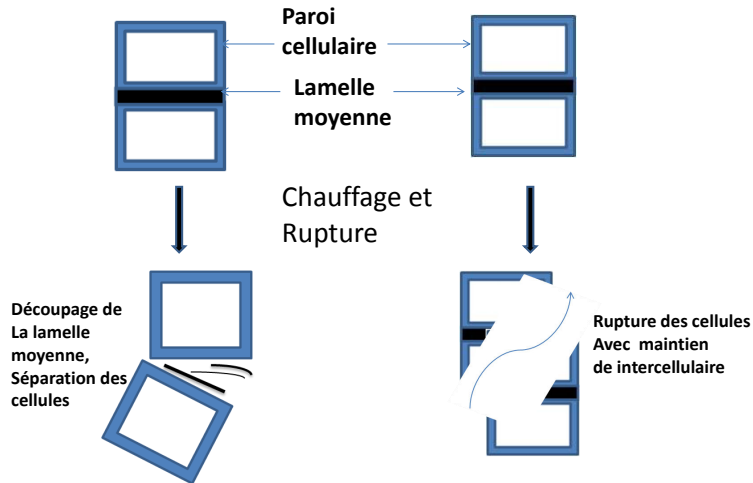 Paroi
cellulaire
Lamelle
moyenne
Chauffage et
Rupture
Découpage de
La lamelle
moyenne,
Séparation des
cellules
Rupture des cellules
Avec maintien
de intercellulaire